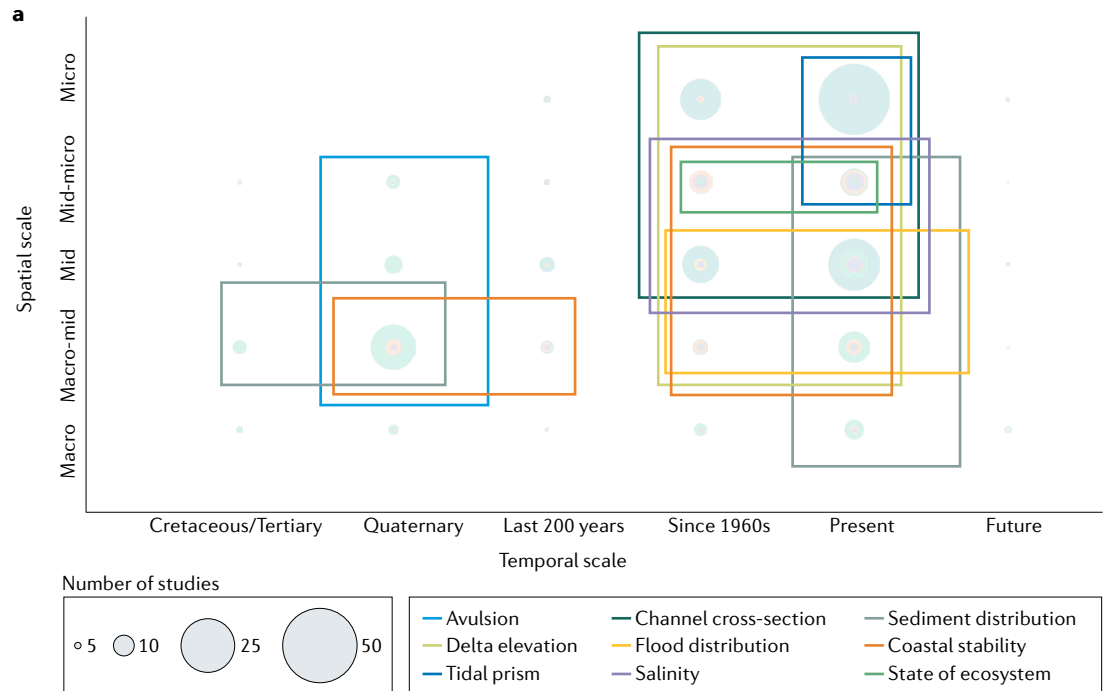 a
Spatial scale
Micro
Mid-micro
Mid
Macro-mid
Macro
Cretaceous/Tertiary
Quaternary
Last 200 years
Since 1960s
Present
Future
Temporal scale
Number of studies
5
10
25
50
Avulsion
Channel cross-section
Sediment distribution
Delta elevation
Flood distribution
Coastal stability
Tidal prism
Salinity
State of ecosystem